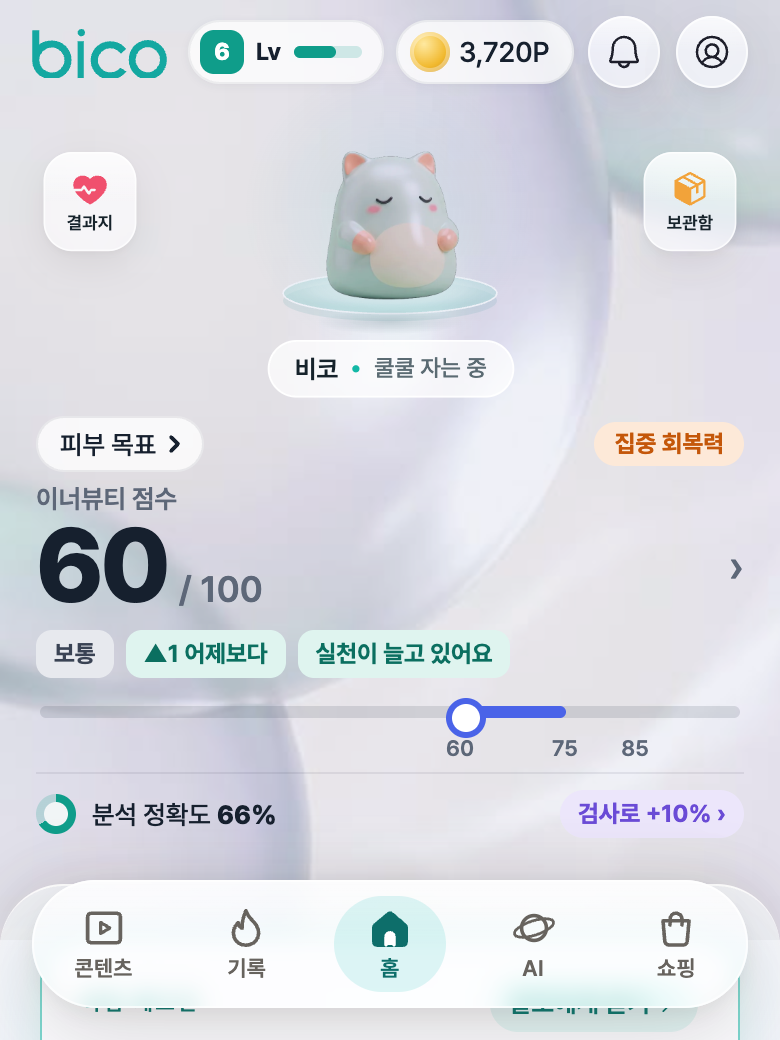 bico
6 Lv
3,720P
결과지
보관함
비코 • 쿨쿨 자는 중
피부 목표 >
집중 회복력
이너뷰티 점수
60 / 100 ›
보통
▲1 어제보다
실천이 늘고 있어요
60 75 85
분석 정확도 66%
검사로 +10% ›
콘텐츠
기록
홈
AI
쇼핑